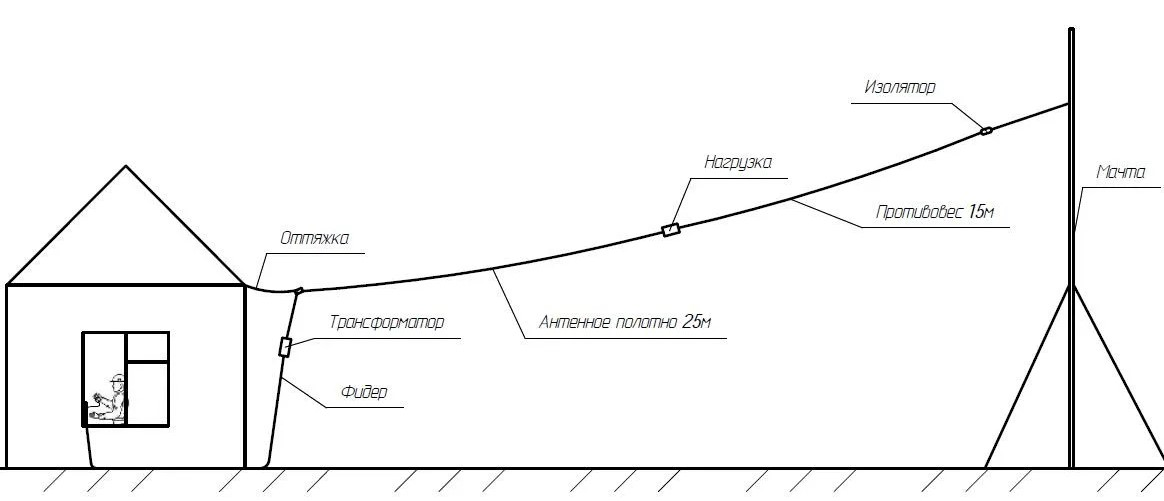 Изолятор
Нагрузка
Мачта
Противовес 15м
Оттяжка
Трансформатор
Антенное полотно 25м
Фидер